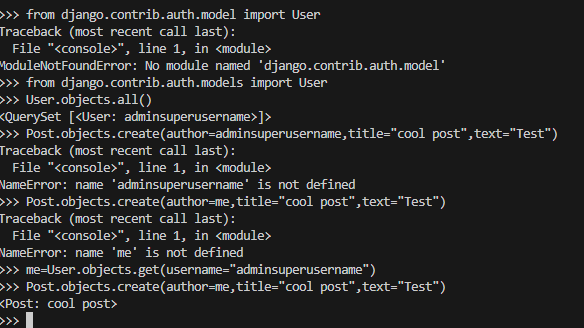 >>> from django.contrib.auth.model import User
Traceback (most recent call last):
  File "<console>", line 1, in <module>
ModuleNotFoundError: No module named 'django.contrib.auth.model'
>>> from django.contrib.auth.models import User
>>> User.objects.all()
<QuerySet [<User: adminsuperusername>]>
>>> Post.objects.create(author=adminsuperusername,title="cool post",text="Test")
Traceback (most recent call last):
  File "<console>", line 1, in <module>
NameError: name 'adminsuperusername' is not defined
>>> Post.objects.create(author=me,title="cool post",text="Test")
Traceback (most recent call last):
  File "<console>", line 1, in <module>
NameError: name 'me' is not defined
>>> me=User.objects.get(username="adminsuperusername")
>>> Post.objects.create(author=me,title="cool post",text="Test")
<Post: cool post>
>>>